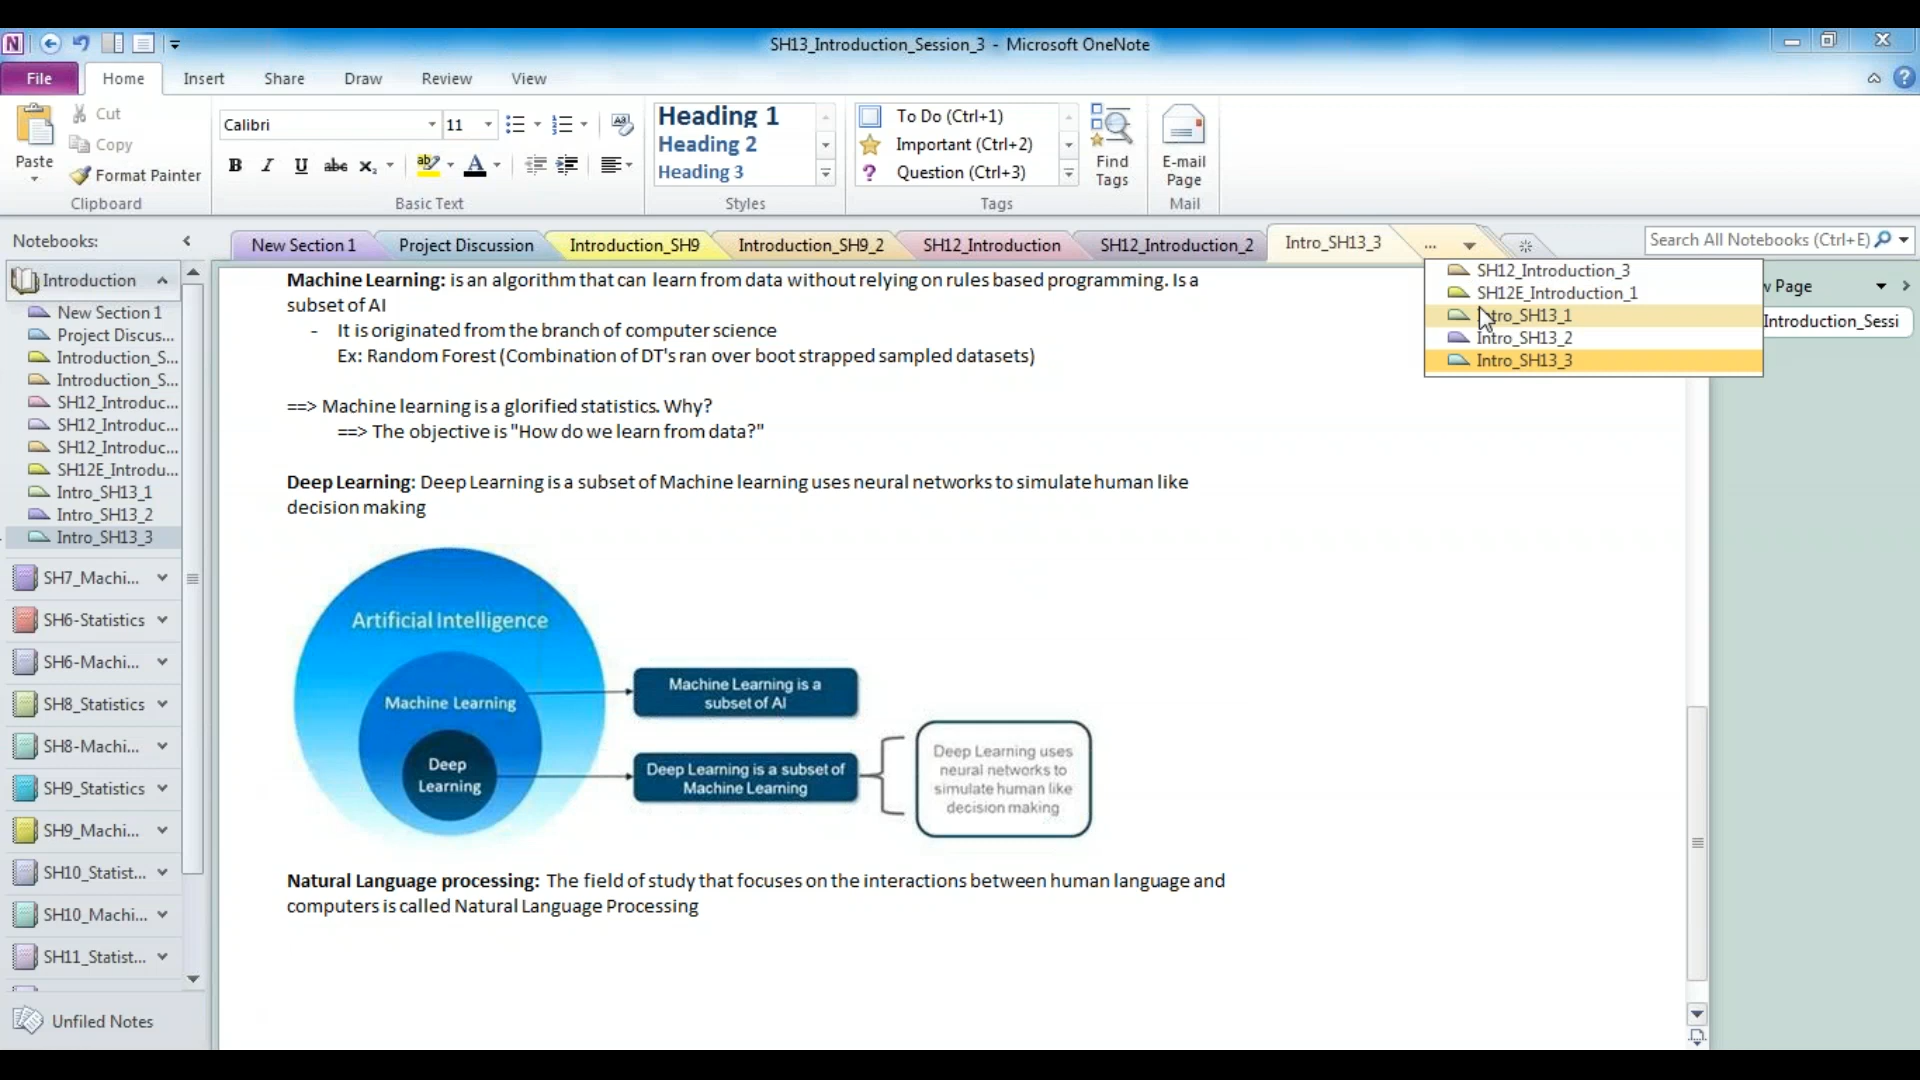 SH13_Introduction_Session_3 - Microsoft OneNote
File Home Insert Share Draw Review View
Paste
Cut
Copy
Format Painter
Clipboard
Calibri 11
B I U abc X₂ ab A
Basic Text
Heading 1
Heading 2
Heading 3
Styles
To Do (Ctrl+1)
Important (Ctrl+2)
Question (Ctrl+3)
Tags
Find
Tags
E-mail
Page
Mail
Notebooks:
New Section 1 Project Discussion Introduction_SH9 Introduction_SH9_2 SH12_Introduction SH12_Introduction_2 Intro_SH13_3 ...
Search All Notebooks (Ctrl+E)
Introduction
New Section 1
Project Discus...
Introduction_S...
Introduction_S...
SH12_Introduc...
SH12_Introduc...
SH12_Introduc...
SH12E_Introdu...
Intro_SH13_1
Intro_SH13_2
Intro_SH13_3
SH7_Machi...
SH6-Statistics
SH6-Machi...
SH8_Statistics
SH8-Machi...
SH9_Statistics
SH9_Machi...
SH10_Statist...
SH10_Machi...
SH11_Statist...
Unfiled Notes
Machine Learning: is an algorithm that can learn from data without relying on rules based programming. Is a
subset of AI
- It is originated from the branch of computer science
Ex: Random Forest (Combination of DT's ran over boot strapped sampled datasets)
==> Machine learning is a glorified statistics. Why?
==> The objective is "How do we learn from data?"
Deep Learning: Deep Learning is a subset of Machine learning uses neural networks to simulate human like
decision making
Artificial Intelligence
Machine Learning
Deep
Learning
Machine Learning is a
subset of AI
Deep Learning is a subset of
Machine Learning
Deep Learning uses
neural networks to
simulate human like
decision making
Natural Language processing: The field of study that focuses on the interactions between human language and
computers is called Natural Language Processing
SH12_Introduction_3
SH12E_Introduction_1
tro_SH13_1
Intro_SH13_2
Intro_SH13_3
Page
Introduction_Sessi